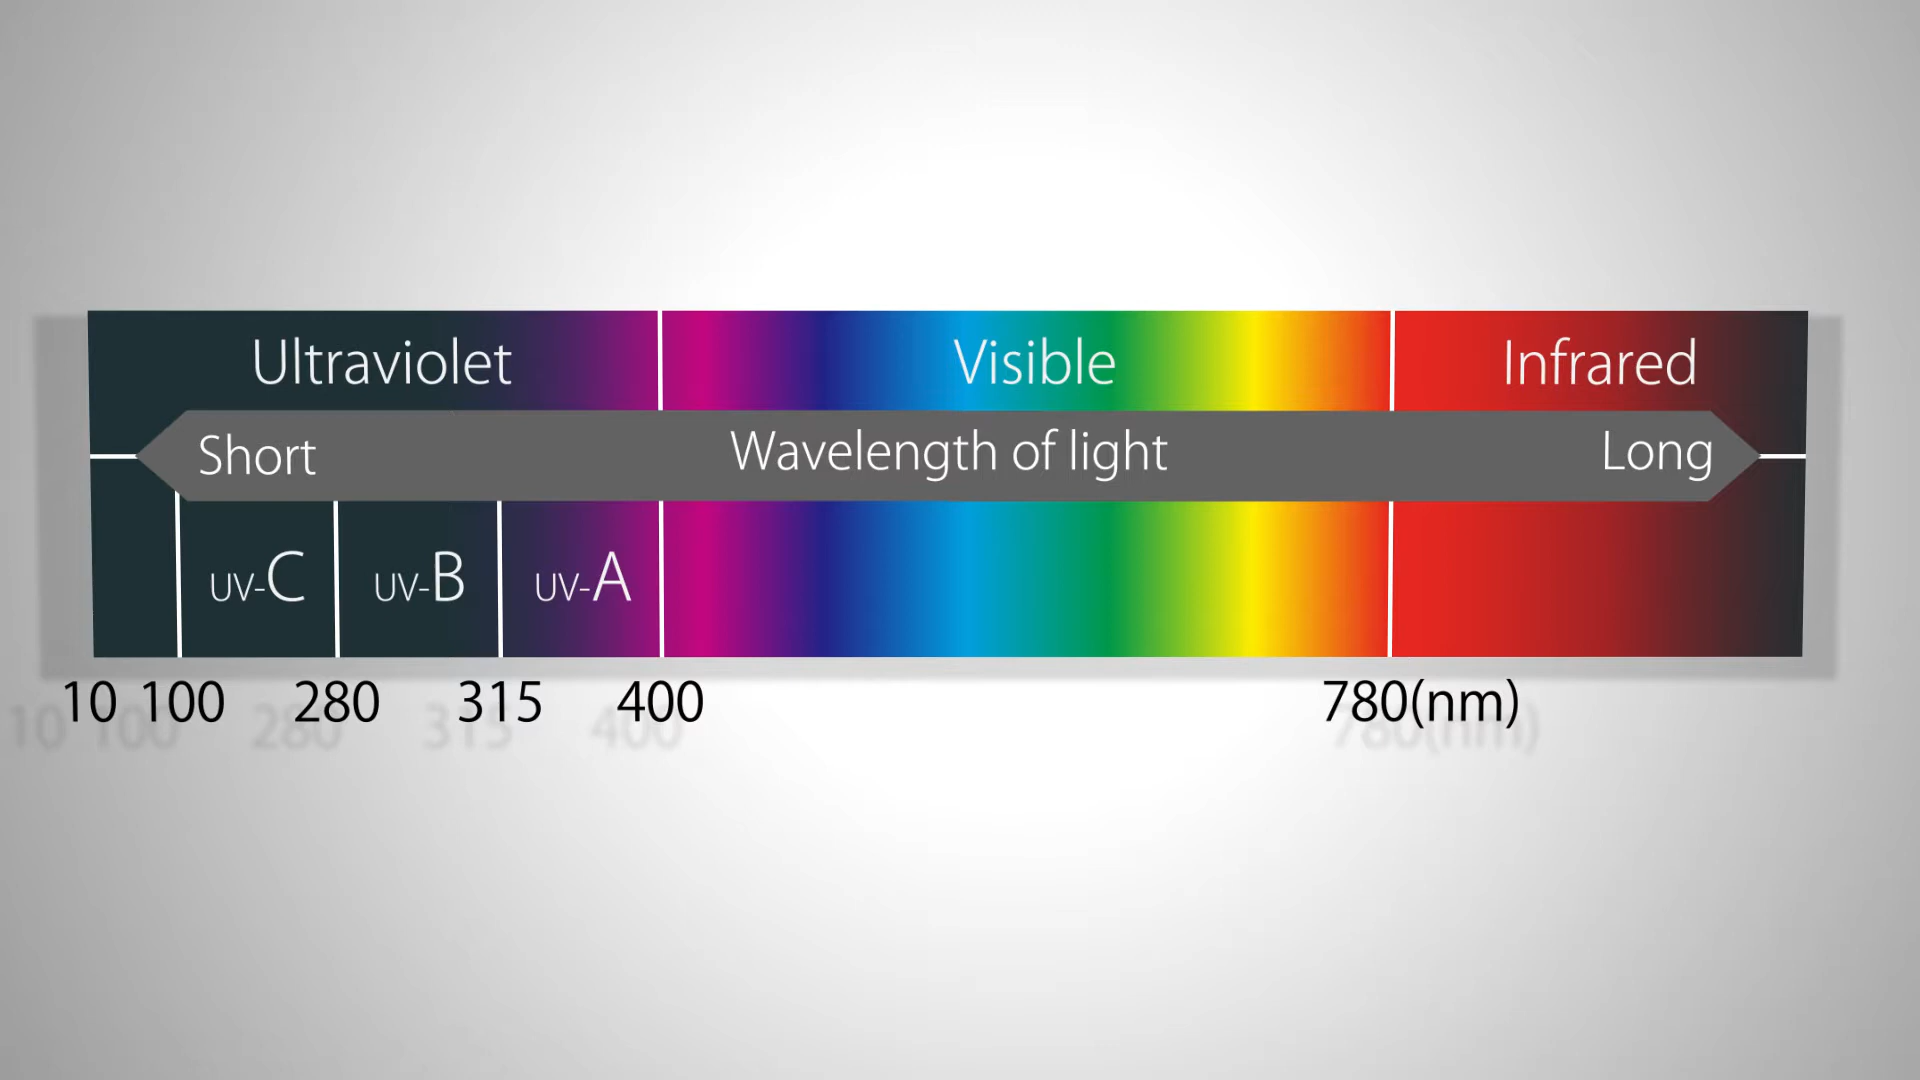 Ultraviolet Visible Infrared
Short Wavelength of light Long
UV-C UV-B UV-A
10 100 280 315 400 780(nm)